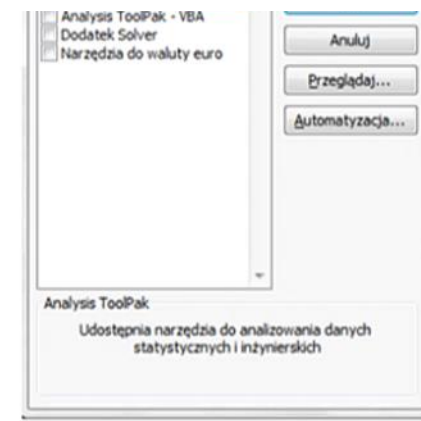 Analysis ToolPak - VBA
Dodatek Solver
Narzędzia do waluty euro
Anuluj
Przeglądaj...
Automatyzacja...
Analysis ToolPak
Udostępnia narzędzia do analizowania danych
statystycznych i inżynierskich